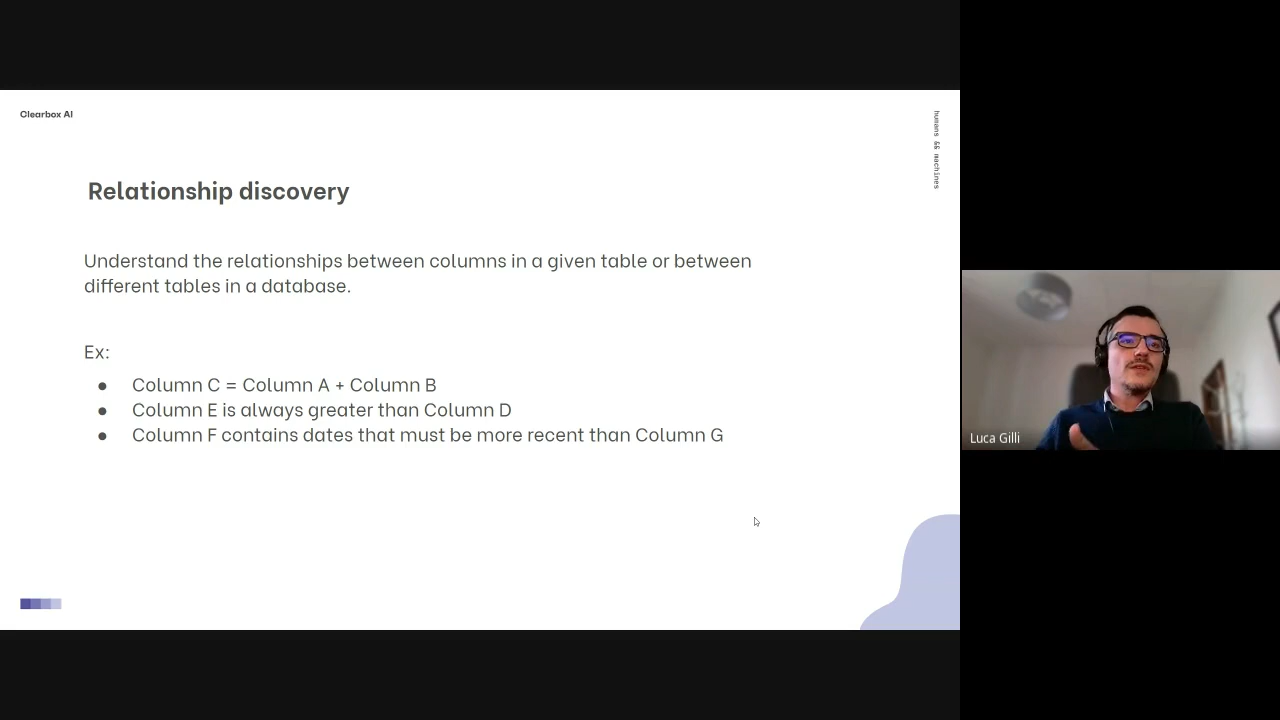 Clearbox AI
humans && machines
Relationship discovery
Understand the relationships between columns in a given table or between
different tables in a database.
Ex:
● Column C = Column A + Column B
● Column E is always greater than Column D
● Column F contains dates that must be more recent than Column G
Luca Gilli